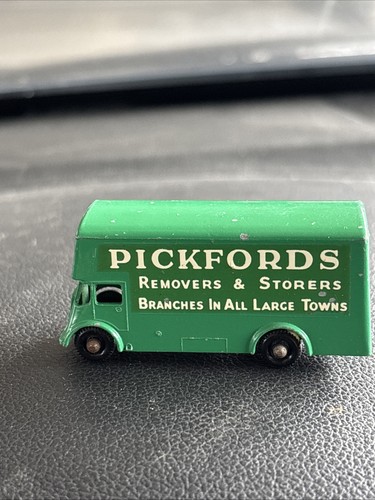 PICKFORDS
REMOVERS & STORERS
BRANCHES IN ALL LARGE TOWNS